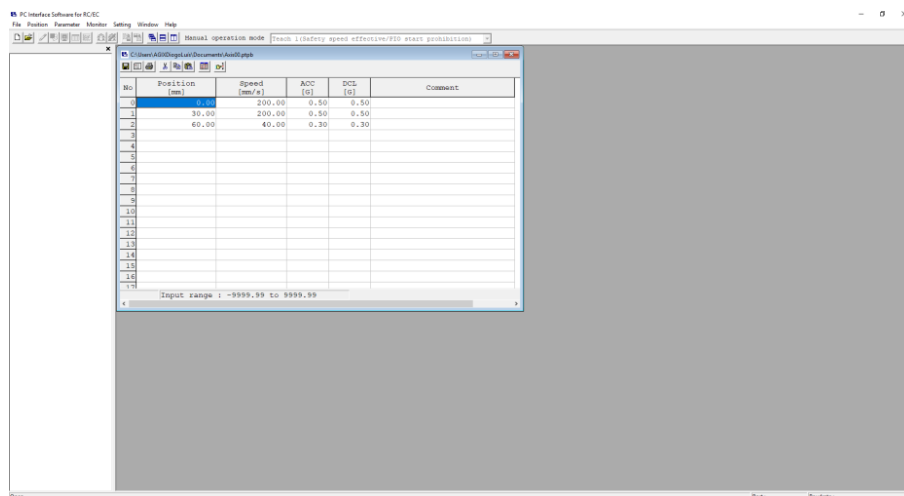 PC Interface Software for RC/EC
File Position Parameter Monitor Setting Window Help
Manual operation mode Teach 1(Safety speed effective/PIO start prohibition)
C:\Users\AGIXDiogoLuis\Documents\Axis00.ptpb
No Position [mm] Speed [mm/s] ACC [G] DCL [G] Comment
0 0.00 200.00 0.50 0.50
1 30.00 200.00 0.50 0.50
2 60.00 40.00 0.30 0.30
3
4
5
6
7
8
9
10
11
12
13
14
15
16
17
Input range : -9999.99 to 9999.99